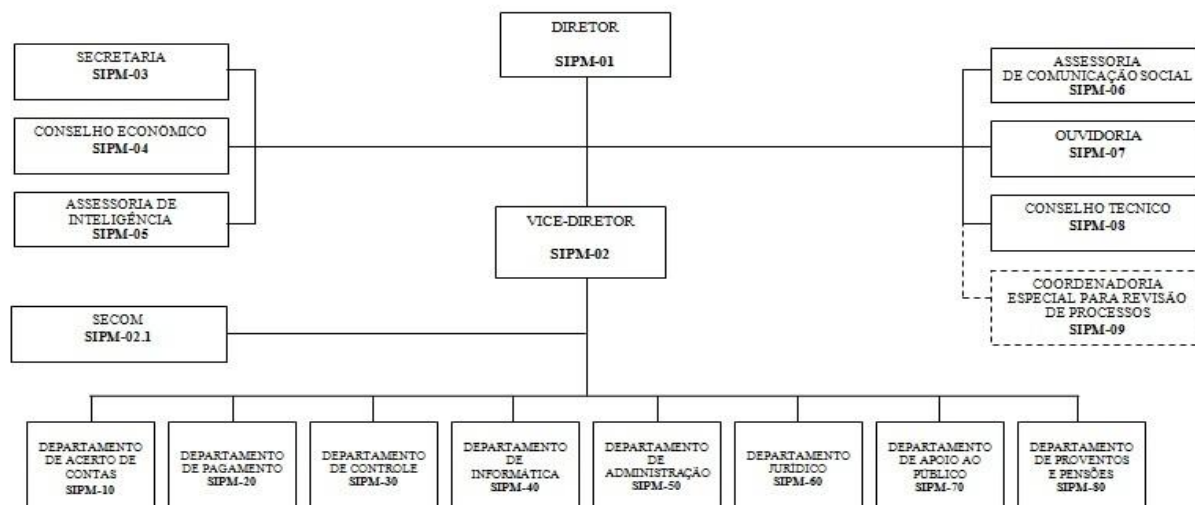 DIRETOR
SIPM-01
SECRETARIA
SIPM-03
CONSELHO ECONÔMICO
SIPM-04
ASSESSORIA DE
INTELIGÊNCIA
SIPM-05
ASSESSORIA
DE COMUNICAÇÃO SOCIAL
SIPM-06
OUVIDORIA
SIPM-07
CONSELHO TECNICO
SIPM-08
COORDENADORIA
ESPECIAL PARA REVISÃO
DE PROCESSOS
SIPM-09
VICE-DIRETOR
SIPM-02
SECOM
SIPM-02.1
DEPARTAMENTO
DE ACERTO DE
CONTAS
SIPM-10
DEPARTAMENTO
DE PAGAMENTO
SIPM-20
DEPARTAMENTO
DE CONTROLE
SIPM-30
DEPARTAMENTO
DE
INFORMÁTICA
SIPM-40
DEPARTAMENTO
DE
ADMINISTRAÇÃO
SIPM-50
DEPARTAMENTO
JURÍDICO
SIPM-60
DEPARTAMENTO
DE APOIO AO
PÚBLICO
SIPM-70
DEPARTAMENTO
DE PROVENTOS
E PENSÕES
SIPM-80